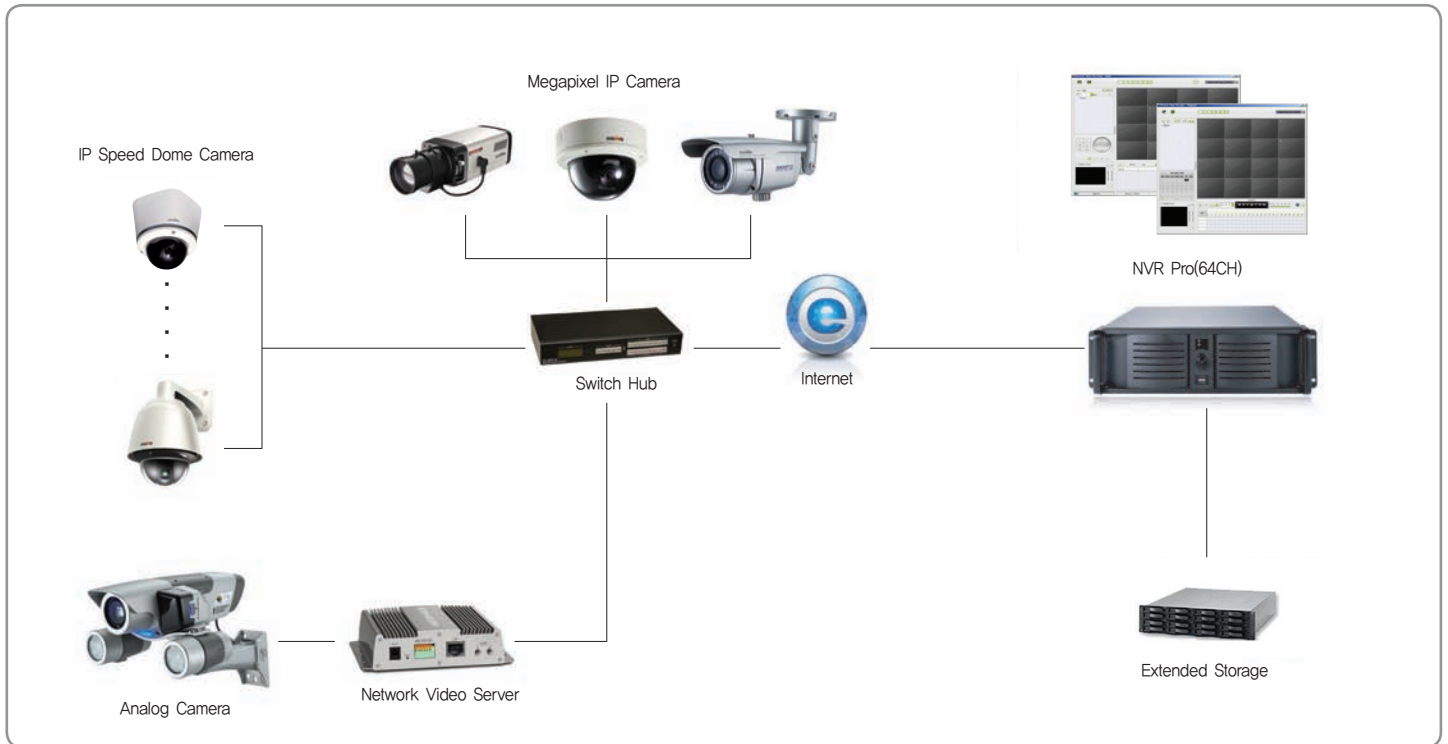 Megapixel IP Camera
IP Speed Dome Camera
NVR Pro(64CH)
Switch Hub
Internet
Extended Storage
Network Video Server
Analog Camera